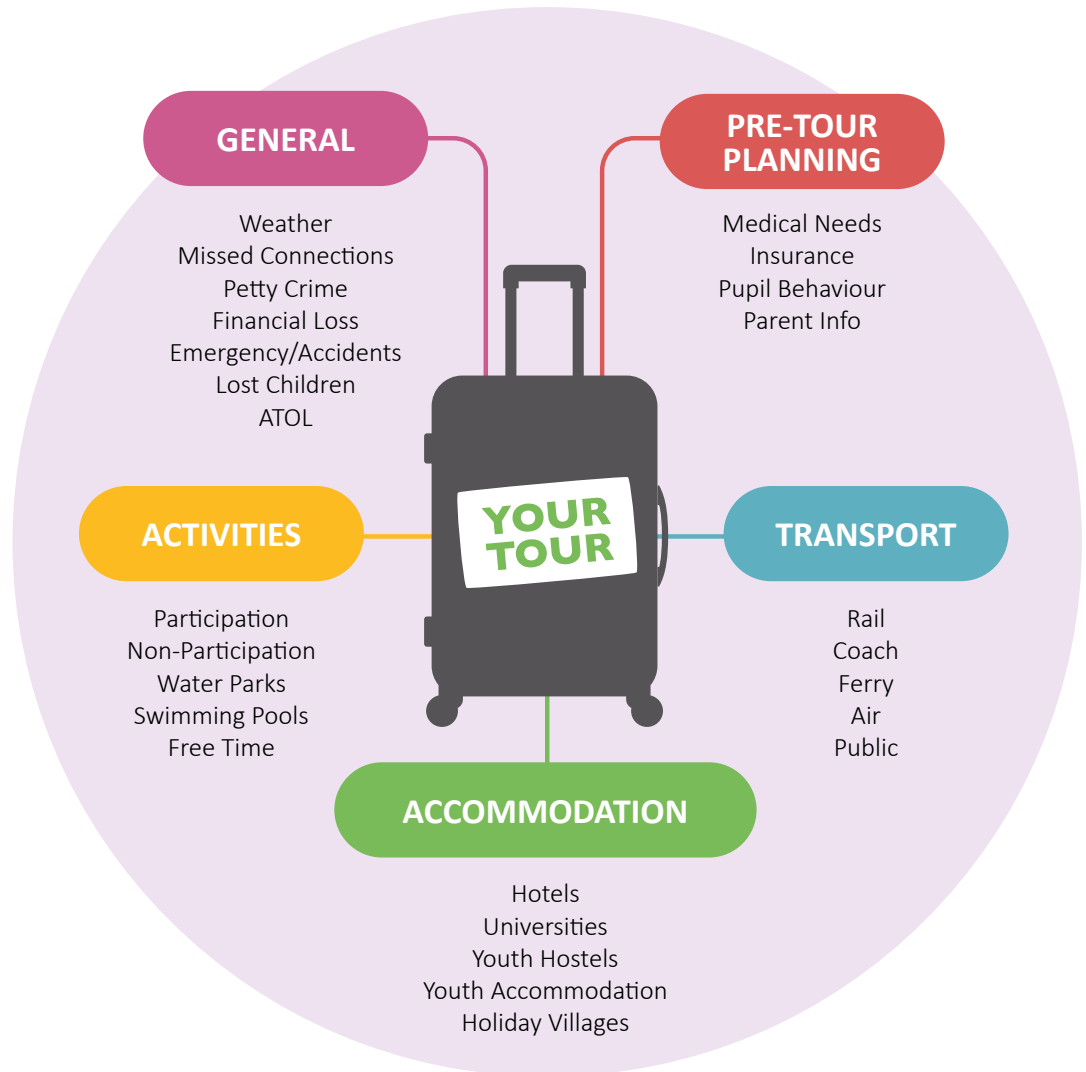 GENERAL
Weather
Missed Connections
Petty Crime
Financial Loss
Emergency/Accidents
Lost Children
ATOL
PRE-TOUR
PLANNING
Medical Needs
Insurance
Pupil Behaviour
Parent Info
YOUR
TOUR
ACTIVITIES
Participation
Non-Participation
Water Parks
Swimming Pools
Free Time
TRANSPORT
Rail
Coach
Ferry
Air
Public
ACCOMMODATION
Hotels
Universities
Youth Hostels
Youth Accommodation
Holiday Villages